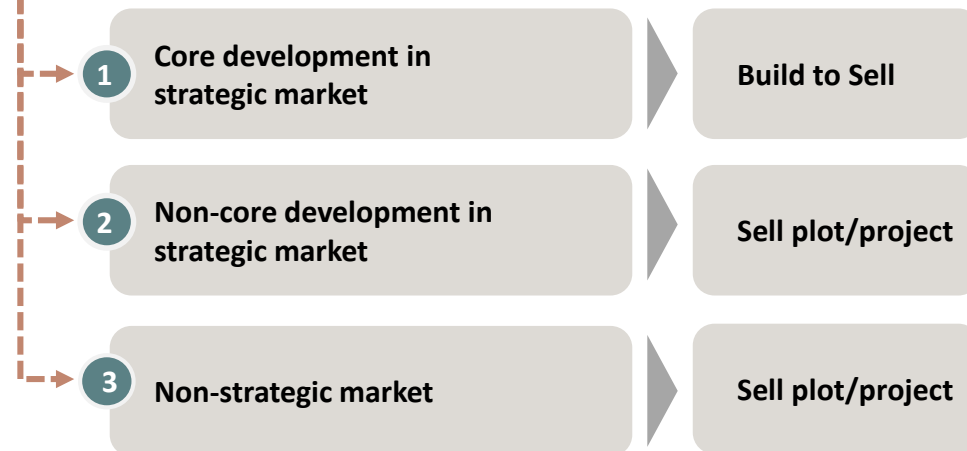 1
Core development in
strategic market
Build to Sell
2
Non-core development in
strategic market
Sell plot/project
3
Non-strategic market
Sell plot/project